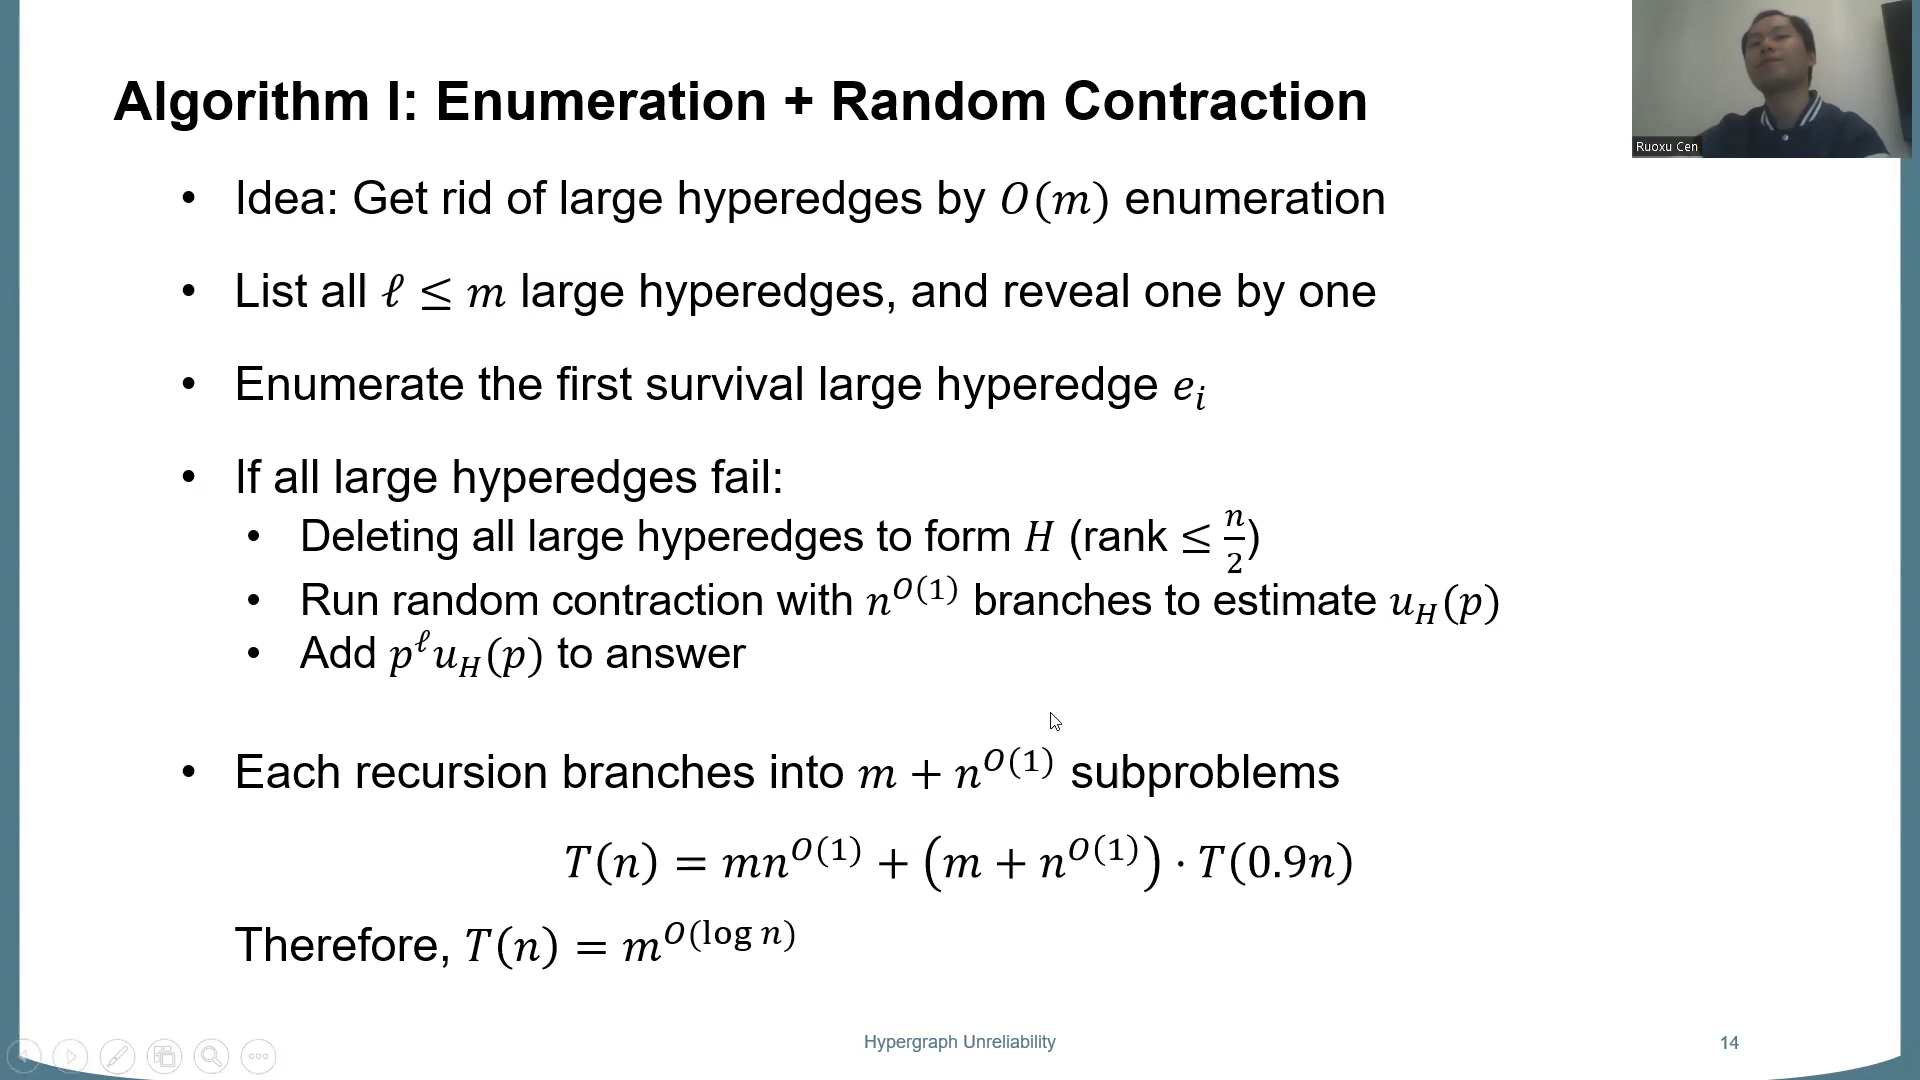 Ruoxu Cen
Algorithm I: Enumeration + Random Contraction
• Idea: Get rid of large hyperedges by O(m) enumeration
• List all ℓ ≤ m large hyperedges, and reveal one by one
• Enumerate the first survival large hyperedge eᵢ
• If all large hyperedges fail:
• Deleting all large hyperedges to form H (rank ≤ n/2)
• Run random contraction with n^{O(1)} branches to estimate u_H(p)
• Add p^ℓ u_H(p) to answer
• Each recursion branches into m + n^{O(1)} subproblems
T(n) = mn^{O(1)} + (m + n^{O(1)}) · T(0.9n)
Therefore, T(n) = m^{O(log n)}
Hypergraph Unreliability
14